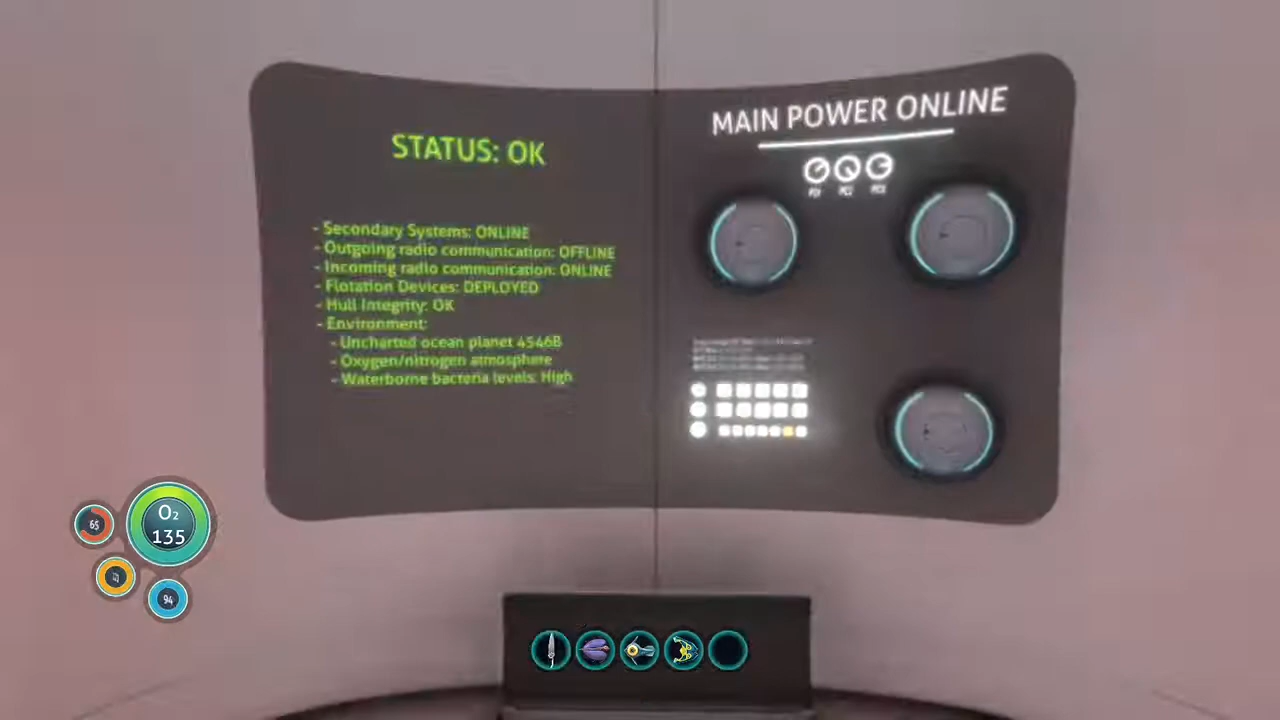 STATUS: OK
- Secondary Systems: ONLINE
- Outgoing radio communication: OFFLINE
- Incoming radio communication: ONLINE
- Flotation Devices: DEPLOYED
- Hull Integrity: OK
- Environment:
- Uncharted ocean planet 4546B
- Oxygen/nitrogen atmosphere
- Waterborne bacteria levels: High
MAIN POWER ONLINE
65
O₂
135
94